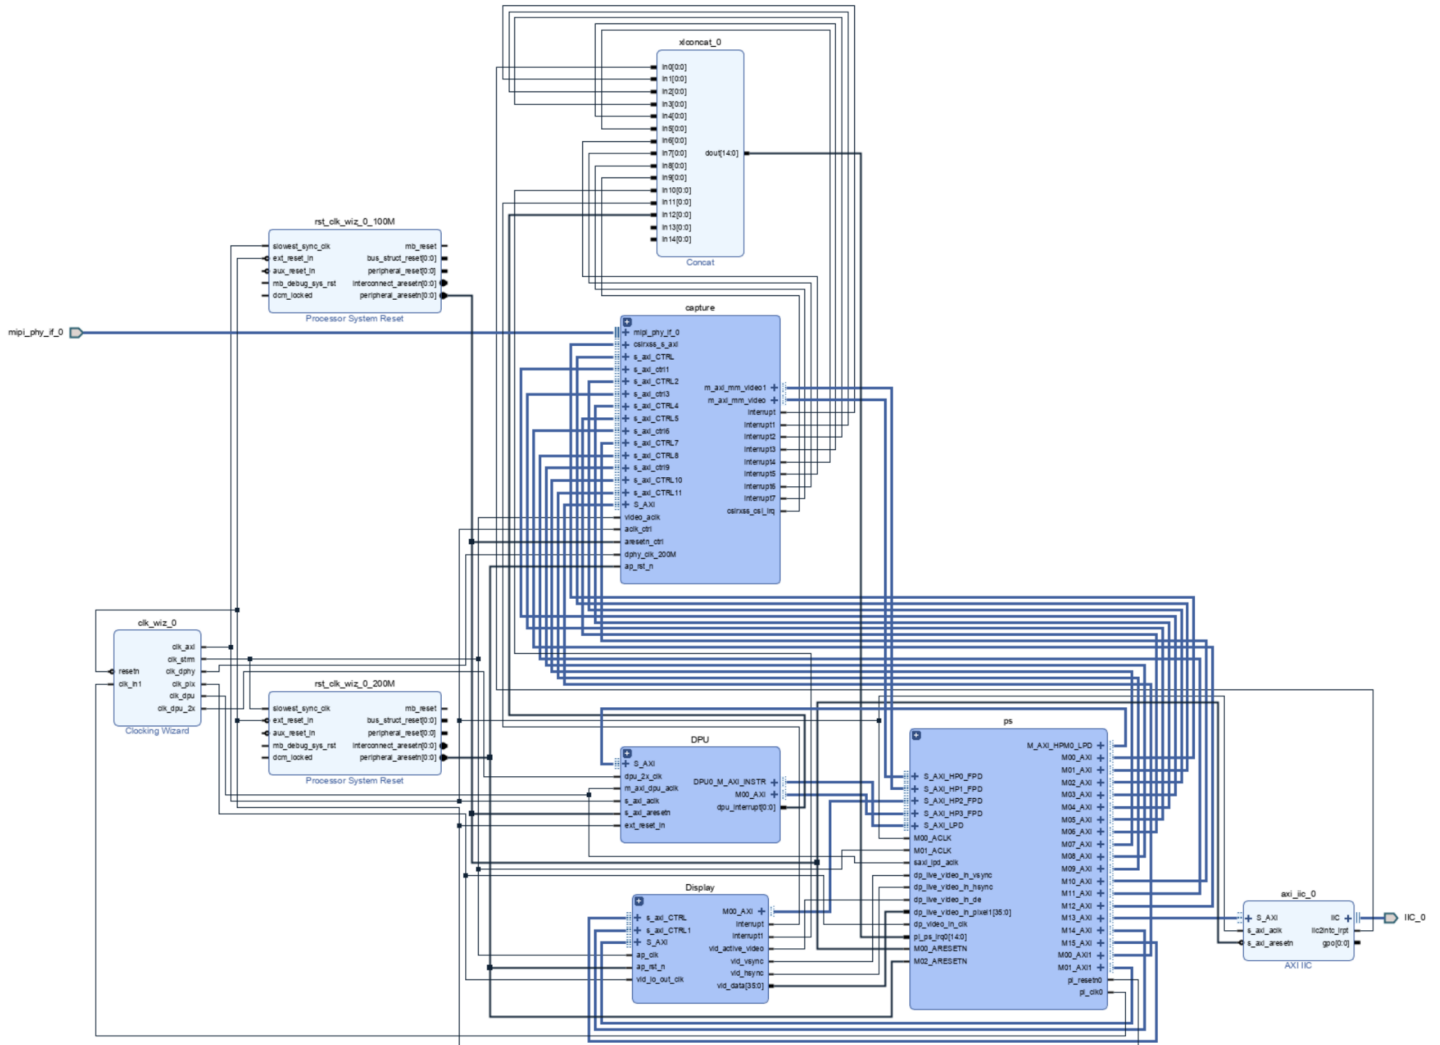 xlconcat_0
In0[0:0]
In1[0:0]
In2[0:0]
In3[0:0]
In4[0:0]
In5[0:0]
In6[0:0]
In7[0:0]
In8[0:0]
In9[0:0]
In10[0:0]
In11[0:0]
In12[0:0]
In13[0:0]
In14[0:0]
dout[14:0]
Concat
rst_clk_wiz_0_100M
slowest_sync_clk
ext_reset_in
aux_reset_in
mb_debug_sys_rst
dcm_locked
mb_reset
bus_struct_reset[0:0]
peripheral_reset[0:0]
interconnect_aresetn[0:0]
peripheral_aresetn[0:0]
Processor System Reset
mipi_phy_if_0
capture
mipi_phy_if_0
csirxss_s_axi
s_axi_CTRL
s_axi_ctrl1
s_axi_CTRL2
s_axi_ctrl3
s_axi_CTRL4
s_axi_CTRL5
s_axi_ctrl6
s_axi_CTRL7
s_axi_CTRL8
s_axi_ctrl9
s_axi_CTRL10
s_axi_CTRL11
S_AXI
video_aclk
aclk_ctrl
aresetn_ctrl
dphy_clk_200M
ap_rst_n
m_axi_mm_video1
m_axi_mm_video
interrupt
interrupt1
interrupt2
interrupt3
interrupt4
interrupt5
interrupt6
interrupt7
csirxss_csi_irq
clk_wiz_0
resetn
clk_in1
clk_axi
clk_strm
clk_dphy
clk_pix
clk_dpu
clk_dpu_2x
Clocking Wizard
rst_clk_wiz_0_200M
slowest_sync_clk
ext_reset_in
aux_reset_in
mb_debug_sys_rst
dcm_locked
mb_reset
bus_struct_reset[0:0]
peripheral_reset[0:0]
interconnect_aresetn[0:0]
peripheral_aresetn[0:0]
Processor System Reset
DPU
S_AXI
dpu_2x_clk
m_axi_dpu_aclk
s_axi_aclk
s_axi_aresetn
ext_reset_in
DPU0_M_AXI_INSTR
M00_AXI
dpu_interrupt[0:0]
Display
s_axi_CTRL
s_axi_CTRL1
S_AXI
ap_clk
ap_rst_n
vid_io_out_clk
M00_AXI
interrupt
interrupt1
vid_active_video
vid_vsync
vid_hsync
vid_data[35:0]
ps
S_AXI_HP0_FPD
S_AXI_HP1_FPD
S_AXI_HP2_FPD
S_AXI_HP3_FPD
S_AXI_LPD
M00_ACLK
M01_ACLK
saxi_lpd_aclk
dp_live_video_in_vsync
dp_live_video_in_hsync
dp_live_video_in_de
dp_live_video_in_pixel1[35:0]
dp_video_in_clk
pl_ps_irq0[14:0]
M00_ARESETN
M02_ARESETN
M_AXI_HPM0_LPD
M00_AXI
M01_AXI
M02_AXI
M03_AXI
M04_AXI
M05_AXI
M06_AXI
M07_AXI
M08_AXI
M09_AXI
M10_AXI
M11_AXI
M12_AXI
M13_AXI
M14_AXI
M15_AXI
M00_AXI1
M01_AXI1
pl_resetn0
pl_clk0
axi_iic_0
S_AXI
s_axi_aclk
s_axi_aresetn
IIC
iic2intc_irpt
gpo[0:0]
AXI IIC
IIC_0